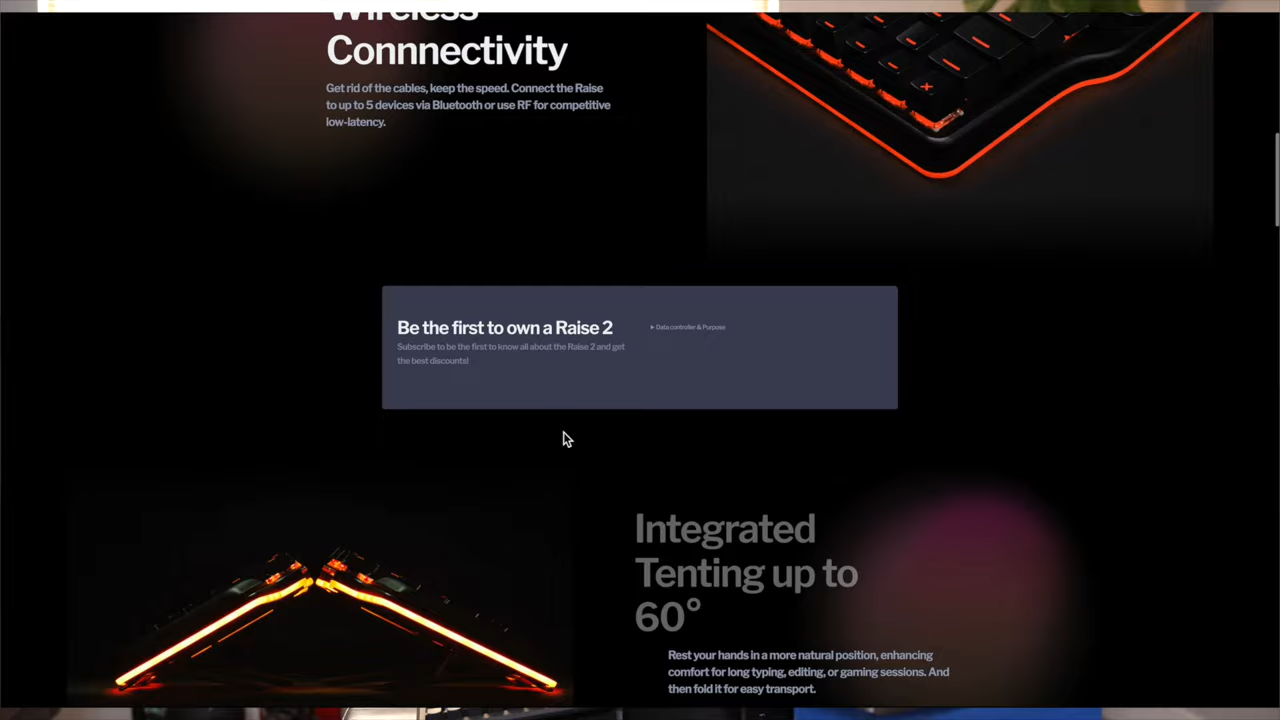 Wireless
Connnectivity
Get rid of the cables, keep the speed. Connect the Raise
to up to 5 devices via Bluetooth or use RF for competitive
low-latency.
Be the first to own a Raise 2
Subscribe to be the first to know all about the Raise 2 and get
the best discounts!
Data controller & Purpose
Integrated
Tenting up to
60°
Rest your hands in a more natural position, enhancing
comfort for long typing, editing, or gaming sessions. And
then fold it for easy transport.